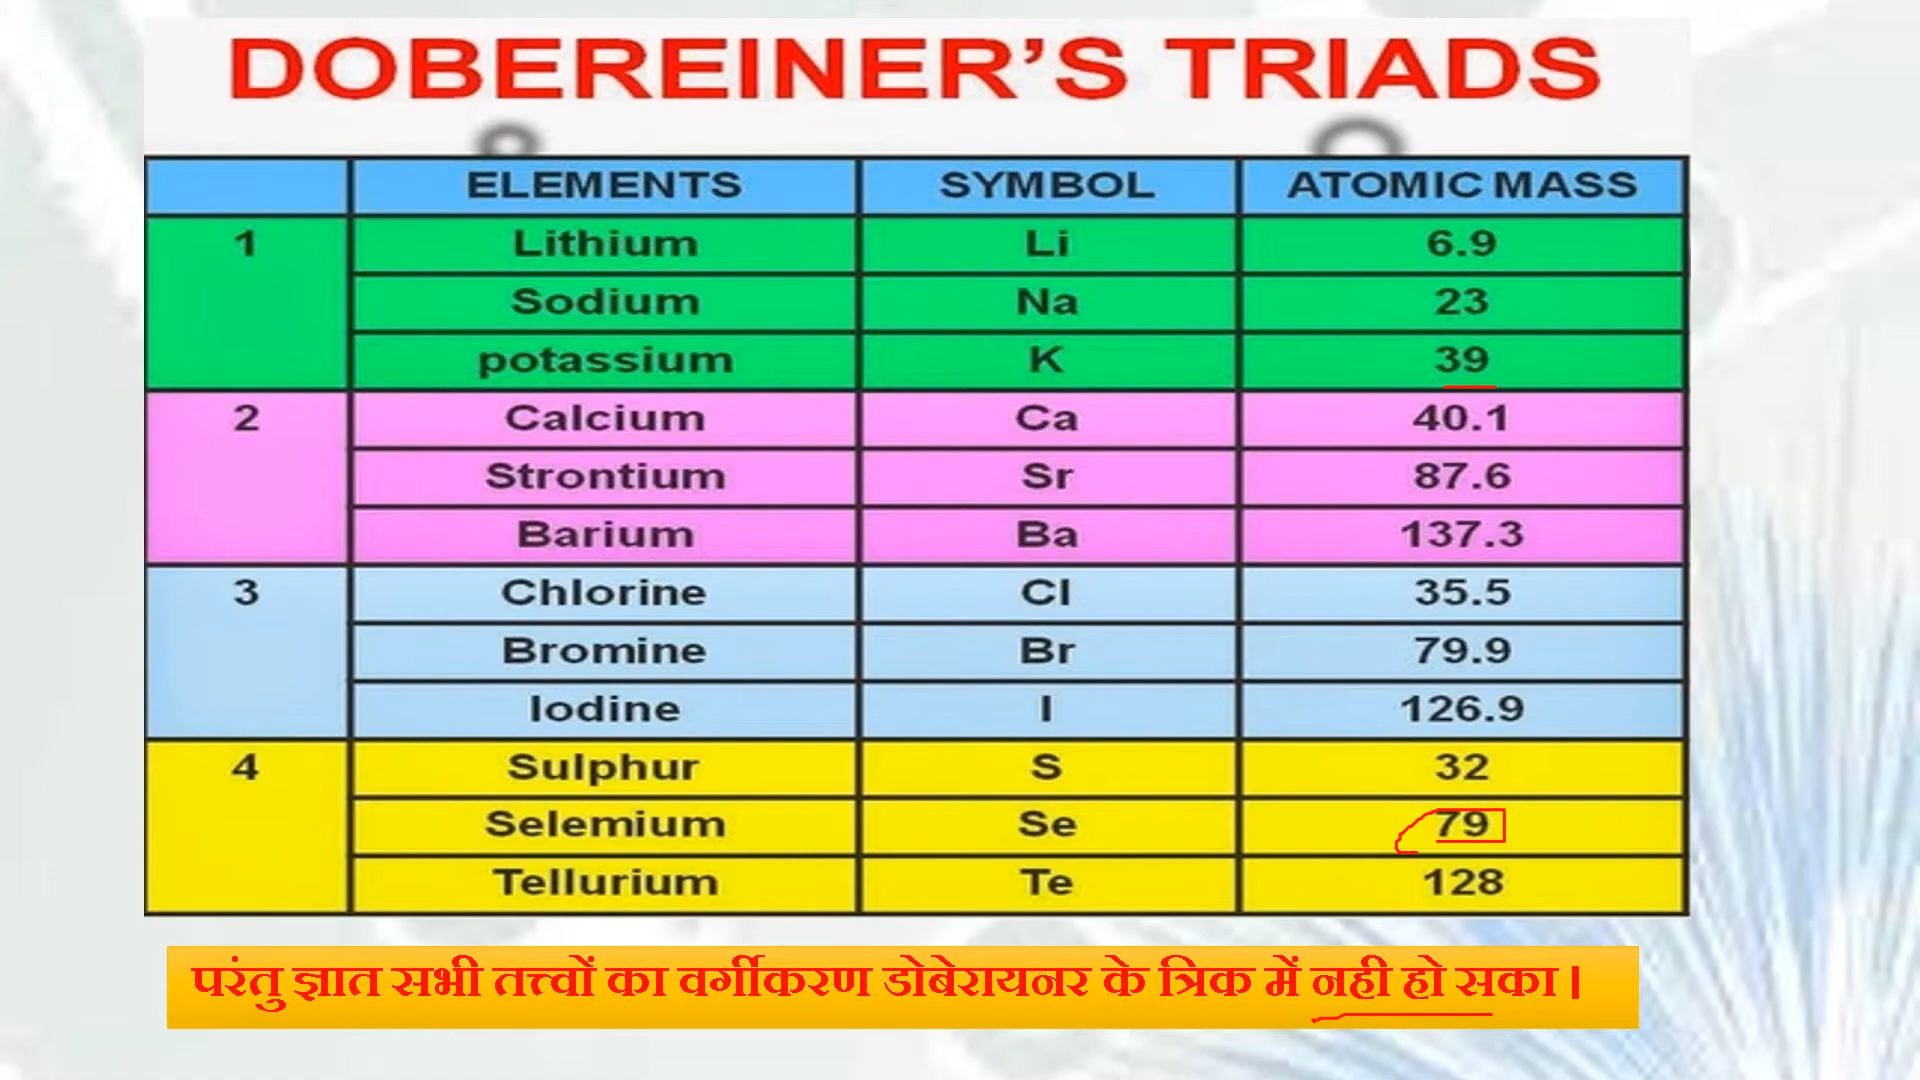 DOBEREINER'S TRIADS
ELEMENTS SYMBOL ATOMIC MASS
1 Lithium Li 6.9
Sodium Na 23
potassium K 39
2 Calcium Ca 40.1
Strontium Sr 87.6
Barium Ba 137.3
3 Chlorine Cl 35.5
Bromine Br 79.9
Iodine I 126.9
4 Sulphur S 32
Selemium Se 79
Tellurium Te 128
परंतु ज्ञात सभी तत्त्वों का वर्गीकरण डोबेरायनर के त्रिक में नही हो सका।